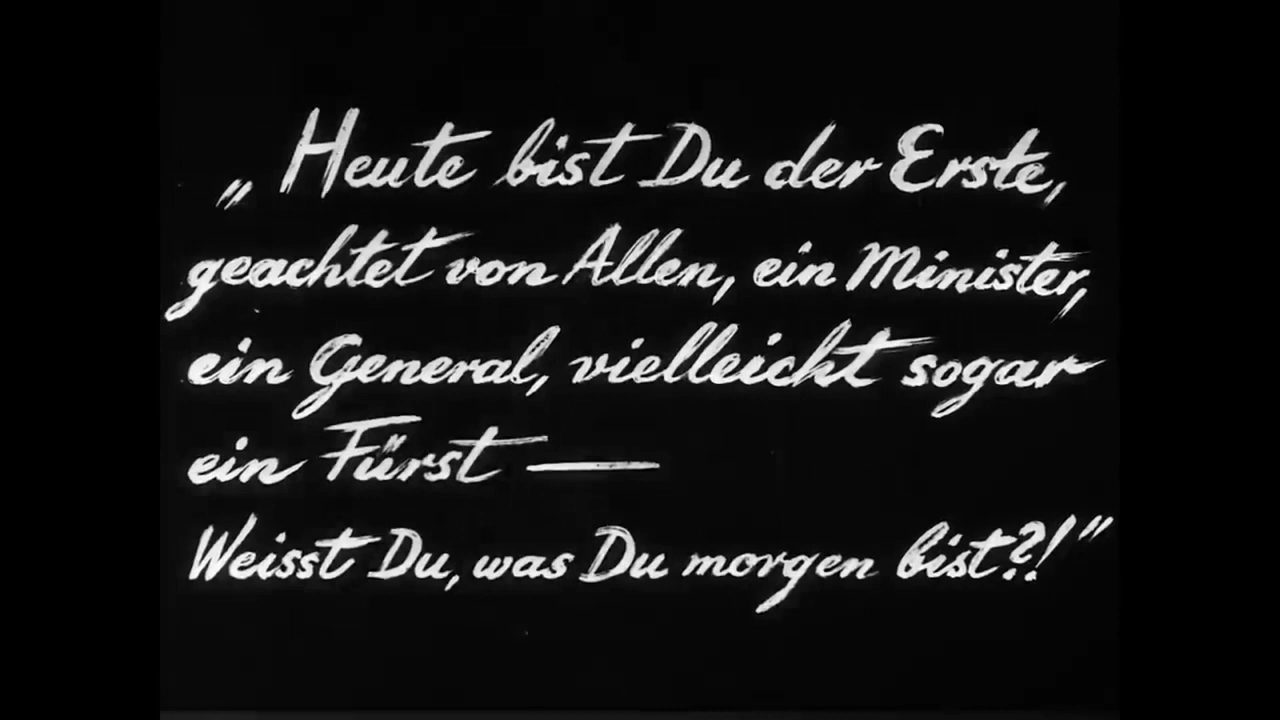 „Heute bist Du der Erste,
geachtet von Allen, ein Minister,
ein General, vielleicht sogar
ein Fürst —
Weisst Du, was Du morgen bist?!"